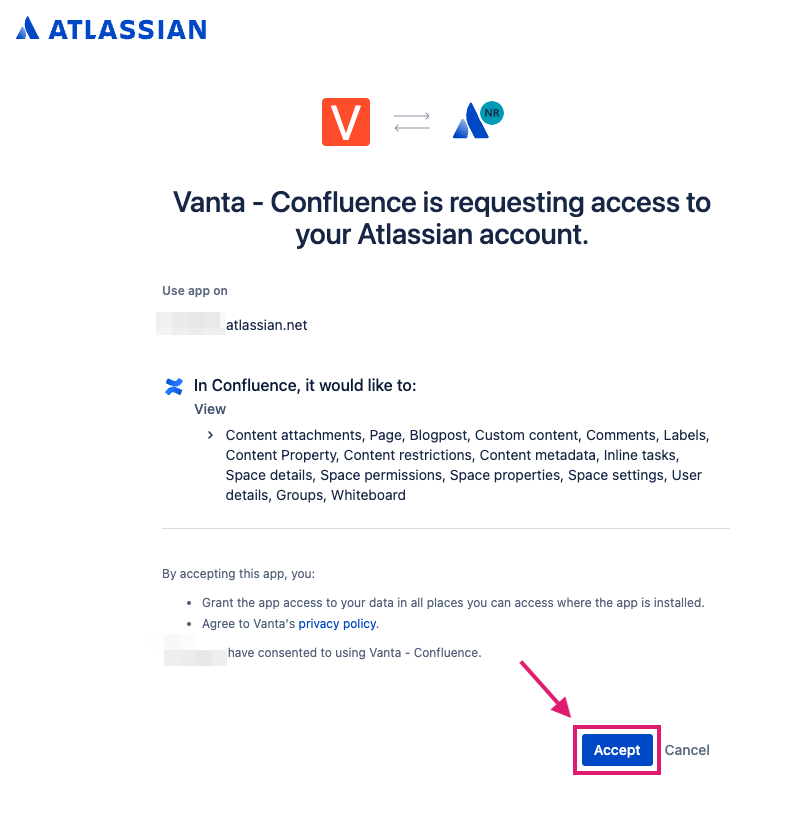 ATLASSIAN
V
NR
Vanta - Confluence is requesting access to
your Atlassian account.
Use app on
atlassian.net
In Confluence, it would like to:
View
Content attachments, Page, Blogpost, Custom content, Comments, Labels,
Content Property, Content restrictions, Content metadata, Inline tasks,
Space details, Space permissions, Space properties, Space settings, User
details, Groups, Whiteboard
By accepting this app, you:
• Grant the app access to your data in all places you can access where the app is installed.
• Agree to Vanta's privacy policy.
have consented to using Vanta - Confluence.
Accept Cancel